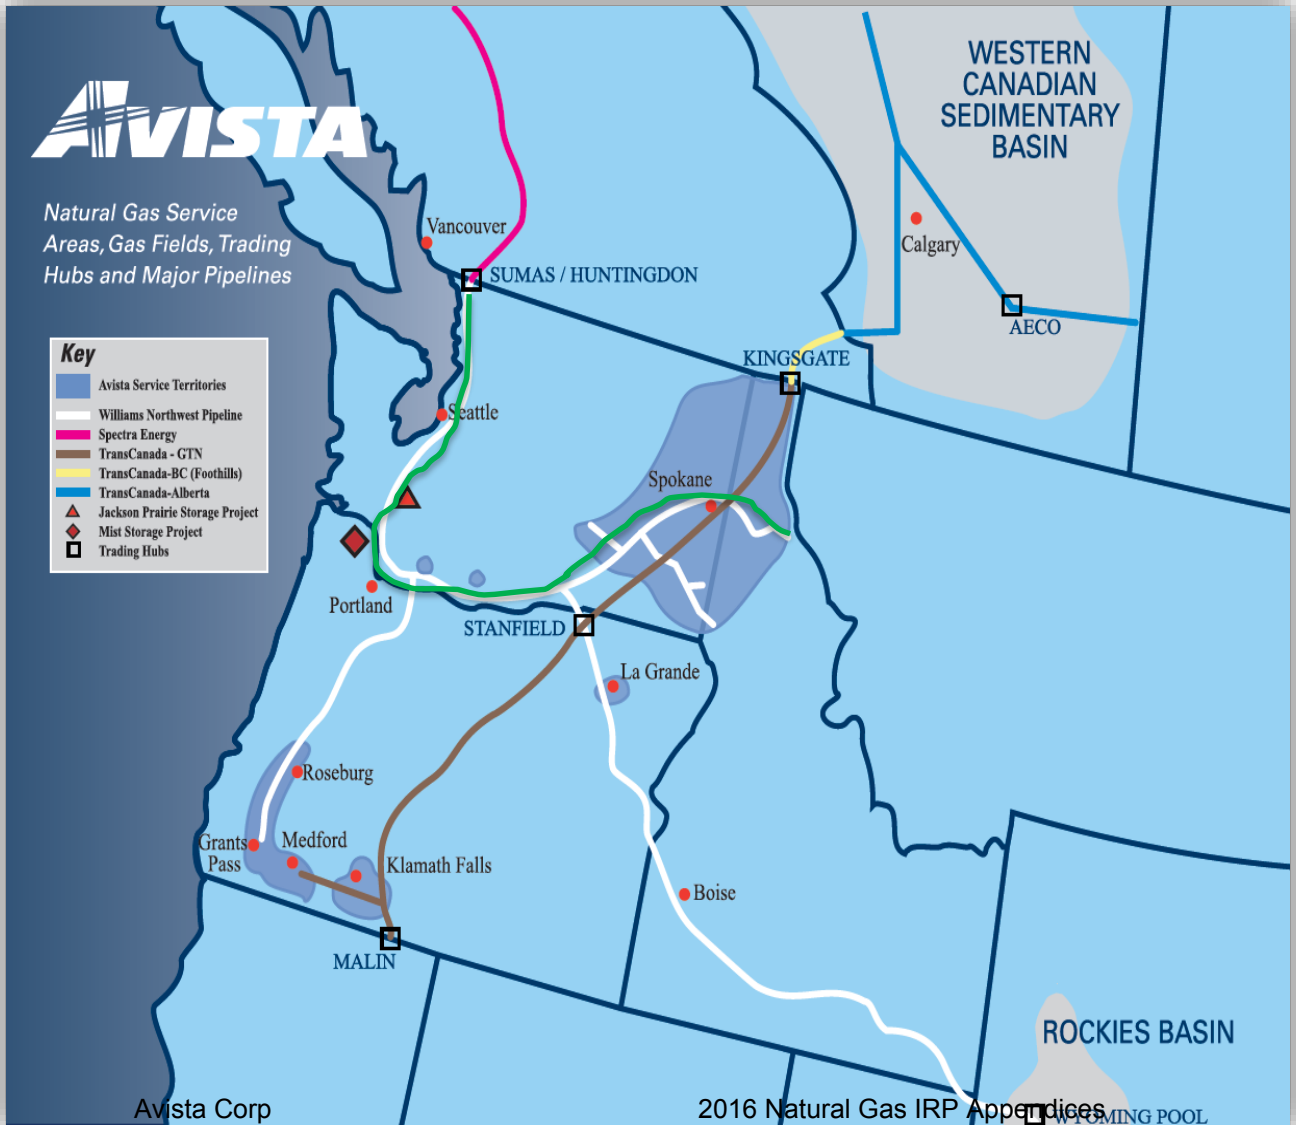 AVISTA
Natural Gas Service
Areas, Gas Fields, Trading
Hubs and Major Pipelines
Key
Avista Service Territories
Williams Northwest Pipeline
Spectra Energy
TransCanada - GTN
TransCanada-BC (Foothills)
TransCanada-Alberta
Jackson Prairie Storage Project
Mist Storage Project
Trading Hubs
WESTERN
CANADIAN
SEDIMENTARY
BASIN
Vancouver
SUMAS / HUNTINGDON
Calgary
AECO
KINGSGATE
Seattle
Spokane
Portland
STANFIELD
La Grande
Roseburg
Grants
Pass
Medford
Klamath Falls
Boise
MALIN
ROCKIES BASIN
WYOMING POOL
Avista Corp
2016 Natural Gas IRP Appendices